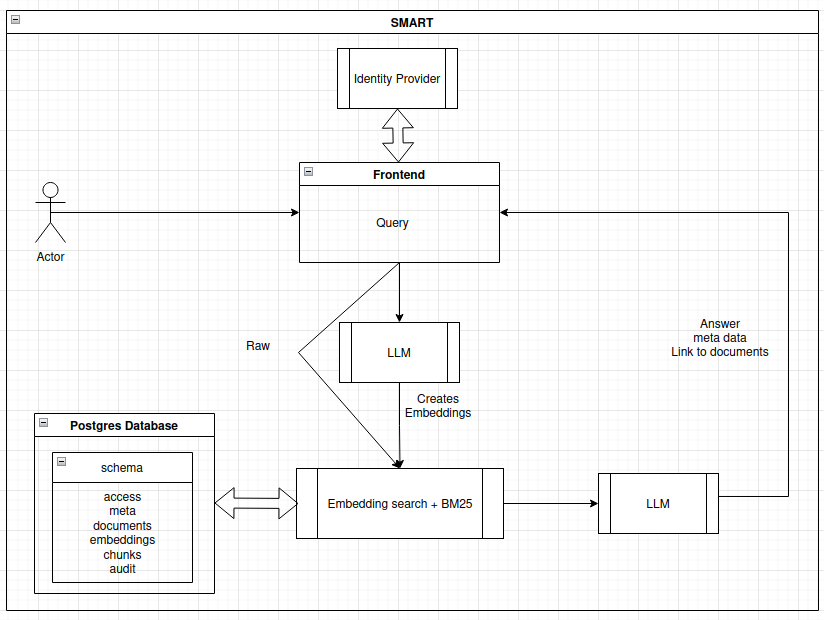 SMART
Identity Provider
Frontend
Query
Actor
Raw
LLM
Answer
meta data
Link to documents
Creates
Embeddings
Postgres Database
schema
access
meta
documents
embeddings
chunks
audit
Embedding search + BM25
LLM